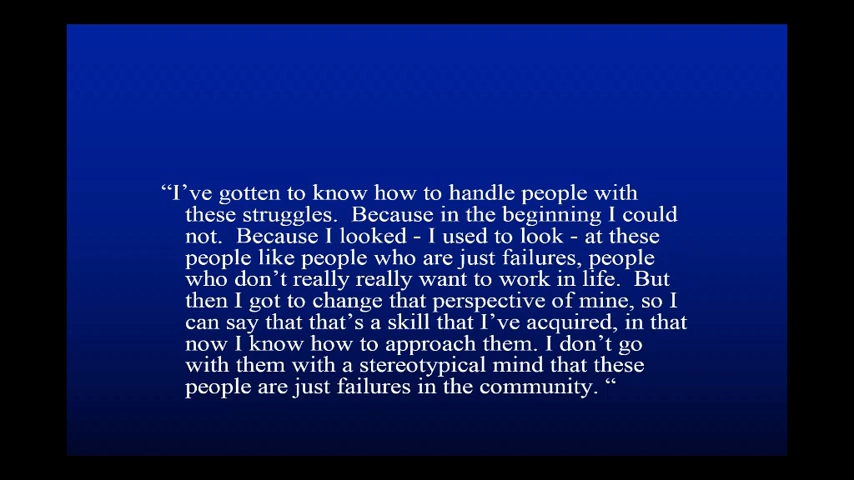 “I’ve gotten to know how to handle people with
these struggles.  Because in the beginning I could
not.  Because I looked - I used to look - at these
people like people who are just failures, people
who don’t really really want to work in life.  But
then I got to change that perspective of mine, so I
can say that that’s a skill that I’ve acquired, in that
now I know how to approach them. I don’t go
with them with a stereotypical mind that these
people are just failures in the community. “